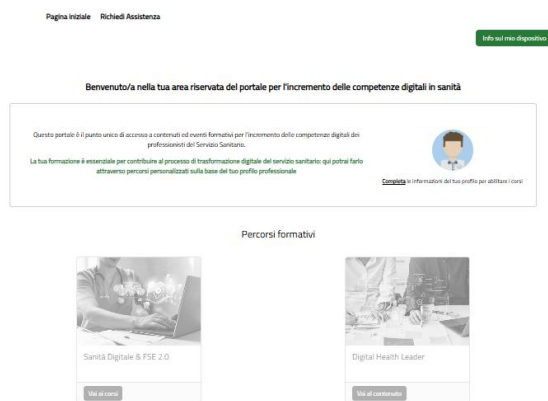 Pagina iniziale Richiedi Assistenza
Info sul mio dispositivo
Benvenuto/a nella tua area riservata del portale per l'incremento delle competenze digitali in sanità
Questo portale è il punto unico di accesso a contenuti ed eventi formativi per l'incremento delle competenze digitali dei
professionisti del Servizio Sanitario.
La tua formazione è essenziale per contribuire al processo di trasformazione digitale del servizio sanitario: qui potrai farlo
attraverso percorsi personalizzati sulla base del tuo profilo professionale
Completa le informazioni del tuo profilo per abilitare i corsi
Percorsi formativi
Sanità Digitale & FSE 2.0
Digital Health Leader
Vai ai corsi
Vai al contenuto